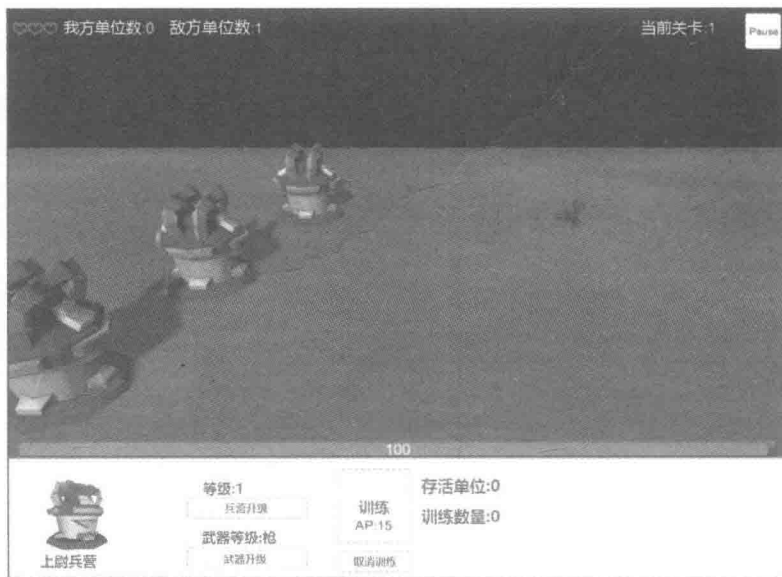 我方单位数:0 敌方单位数:1 当前关卡:1 Pause
100
等级:1
兵营升级
武器等级:枪
武器升级
上尉兵营
训练
AP:15
取消训练
存活单位:0
训练数量:0